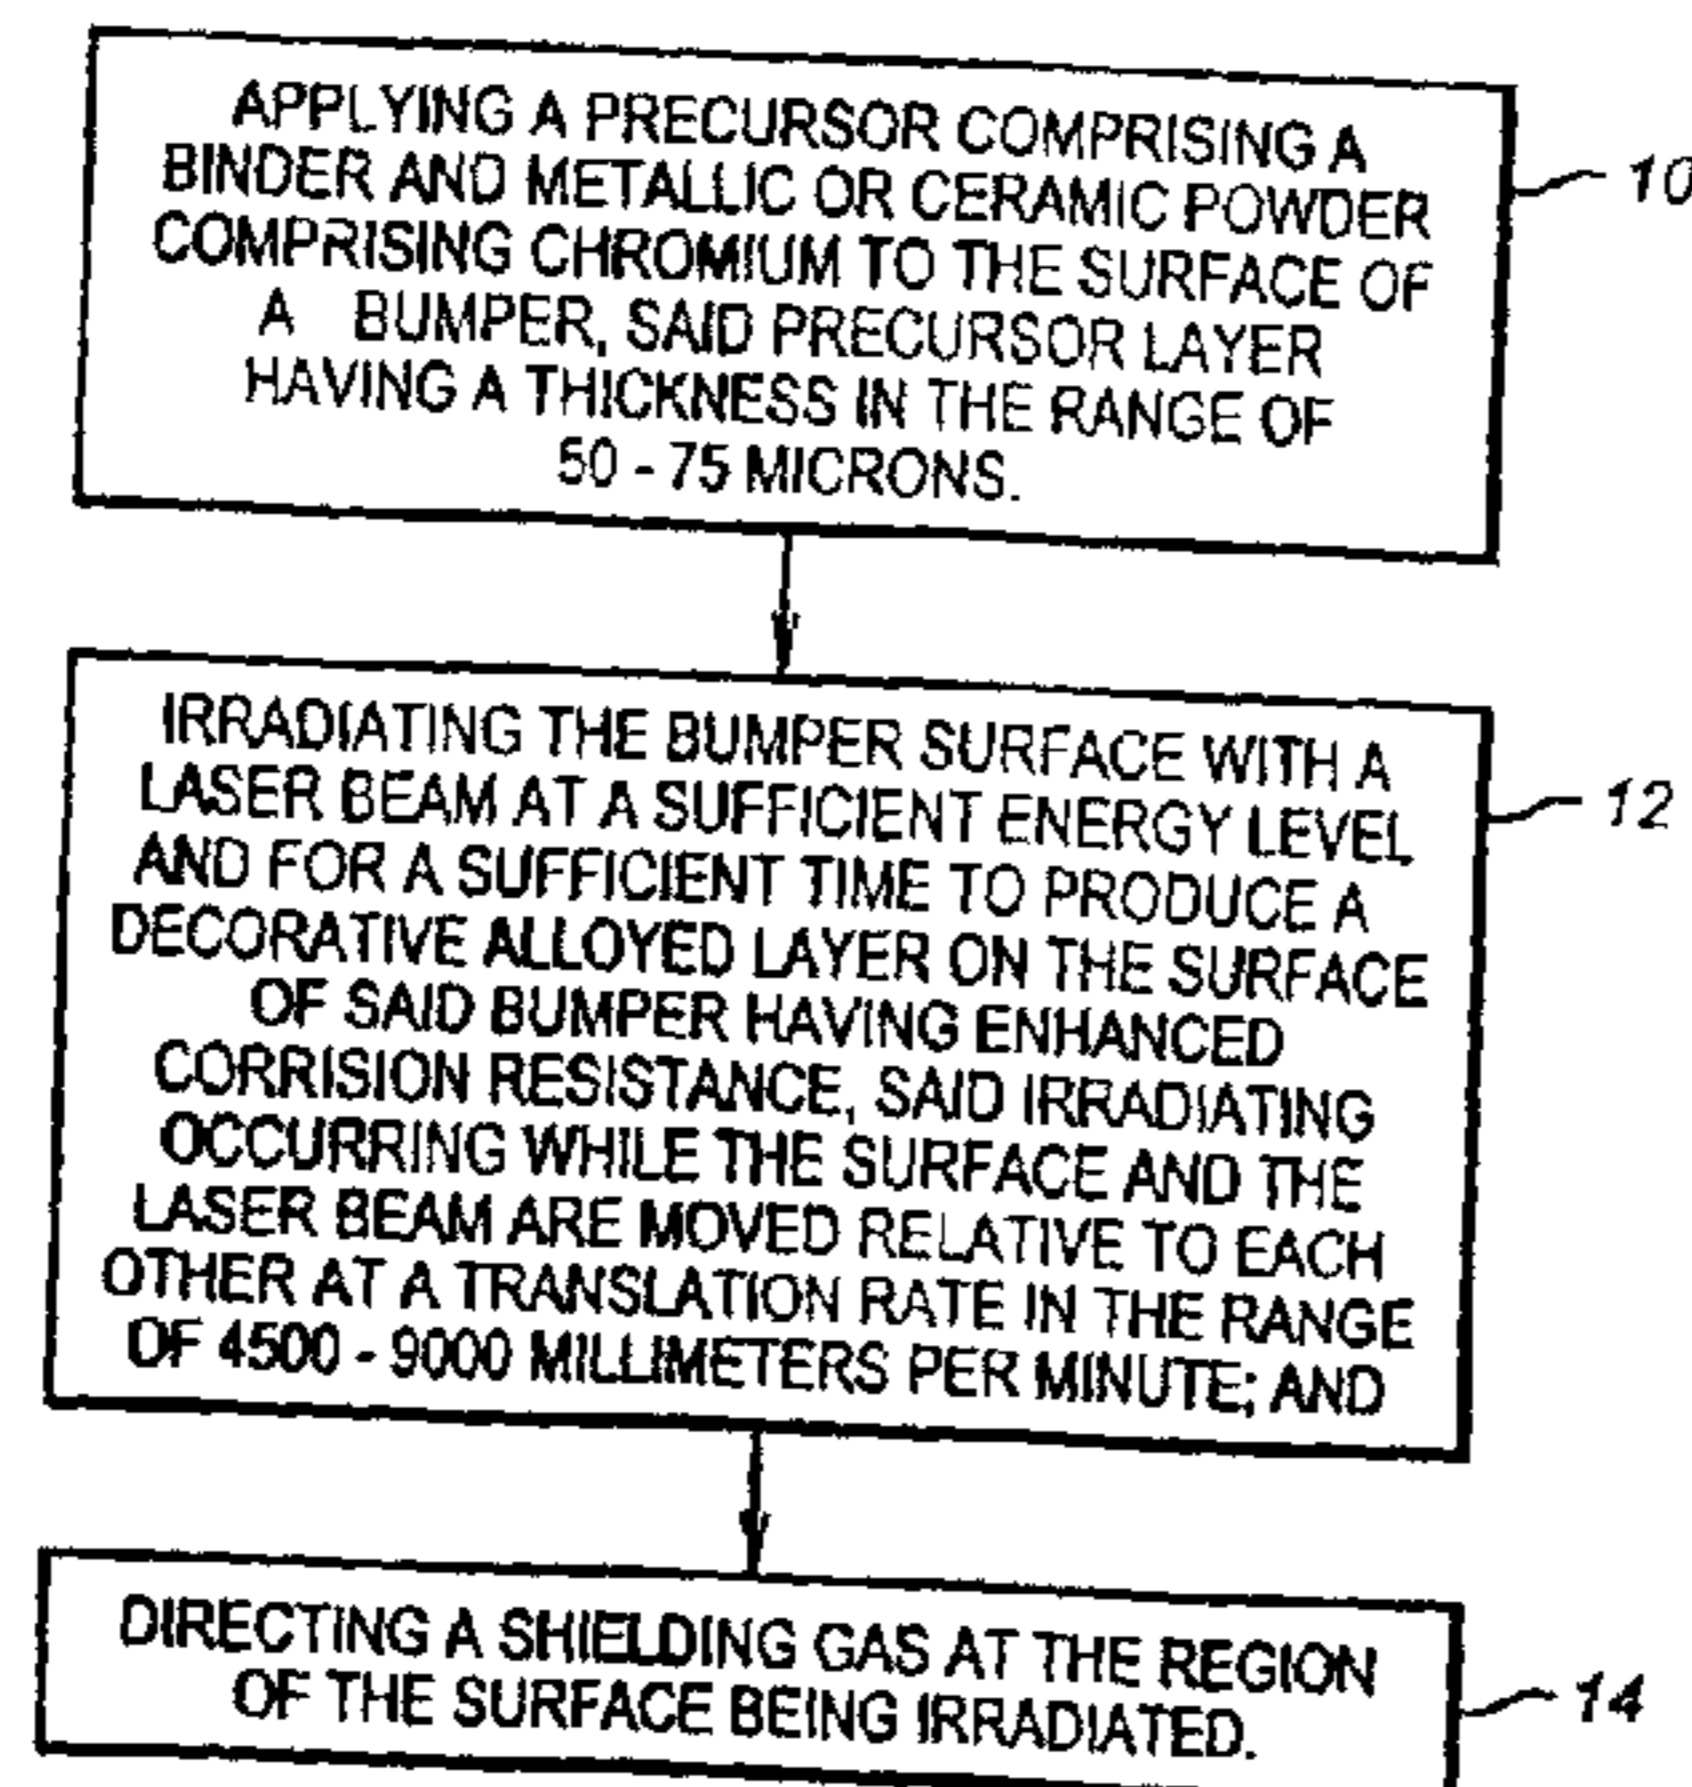 APPLYING A PRECURSOR COMPRISING A
BINDER AND METALLIC OR CERAMIC POWDER
COMPRISING CHROMIUM TO THE SURFACE OF
A BUMPER, SAID PRECURSOR LAYER
HAVING A THICKNESS IN THE RANGE OF
50 - 75 MICRONS.
10
IRRADIATING THE BUMPER SURFACE WITH A
LASER BEAM AT A SUFFICIENT ENERGY LEVEL
AND FOR A SUFFICIENT TIME TO PRODUCE A
DECORATIVE ALLOYED LAYER ON THE SURFACE
OF SAID BUMPER HAVING ENHANCED
CORRISION RESISTANCE, SAID IRRADIATING
OCCURRING WHILE THE SURFACE AND THE
LASER BEAM ARE MOVED RELATIVE TO EACH
OTHER AT A TRANSLATION RATE IN THE RANGE
OF 4500 - 9000 MILLIMETERS PER MINUTE; AND
12
DIRECTING A SHIELDING GAS AT THE REGION
OF THE SURFACE BEING IRRADIATED.
14